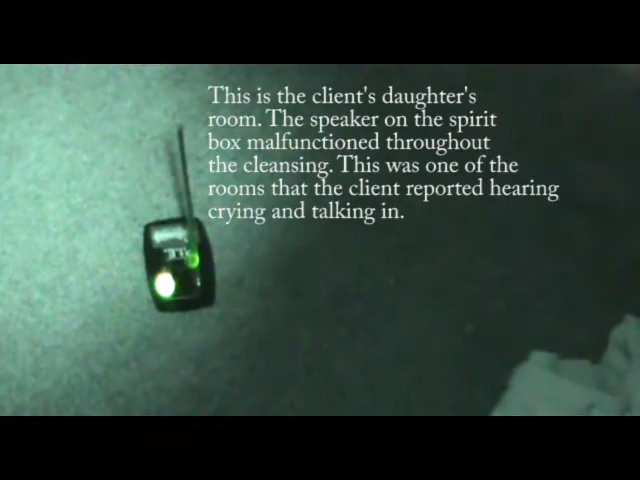 This is the client's daughter's
room. The speaker on the spirit
box malfunctioned throughout
the cleansing. This was one of the
rooms that the client reported hearing
crying and talking in.